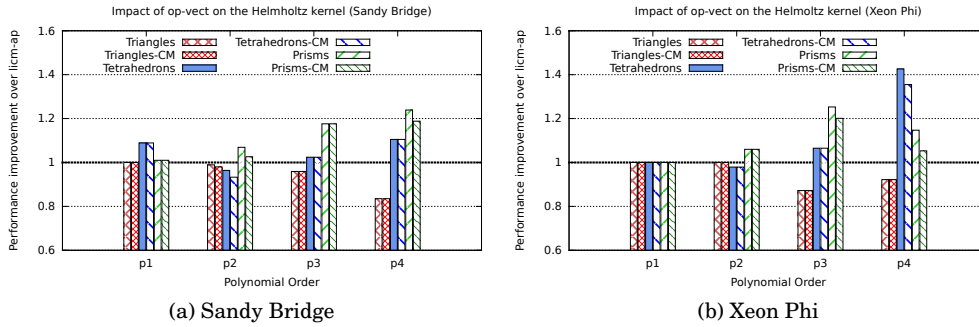 Impact of op-vect on the Helmholtz kernel (Sandy Bridge)
Performance improvement over licm-ap
1.6
1.4
1.2
1
0.8
0.6
Triangles
Triangles-CM
Tetrahedrons
Tetrahedrons-CM
Prisms
Prisms-CM
p1 p2 p3 p4
Polynomial Order
(a) Sandy Bridge
Impact of op-vect on the Helmoltz kernel (Xeon Phi)
Performance improvement over licm-ap
1.6
1.4
1.2
1
0.8
0.6
Triangles
Triangles-CM
Tetrahedrons
Tetrahedrons-CM
Prisms
Prisms-CM
p1 p2 p3 p4
Polynomial Order
(b) Xeon Phi